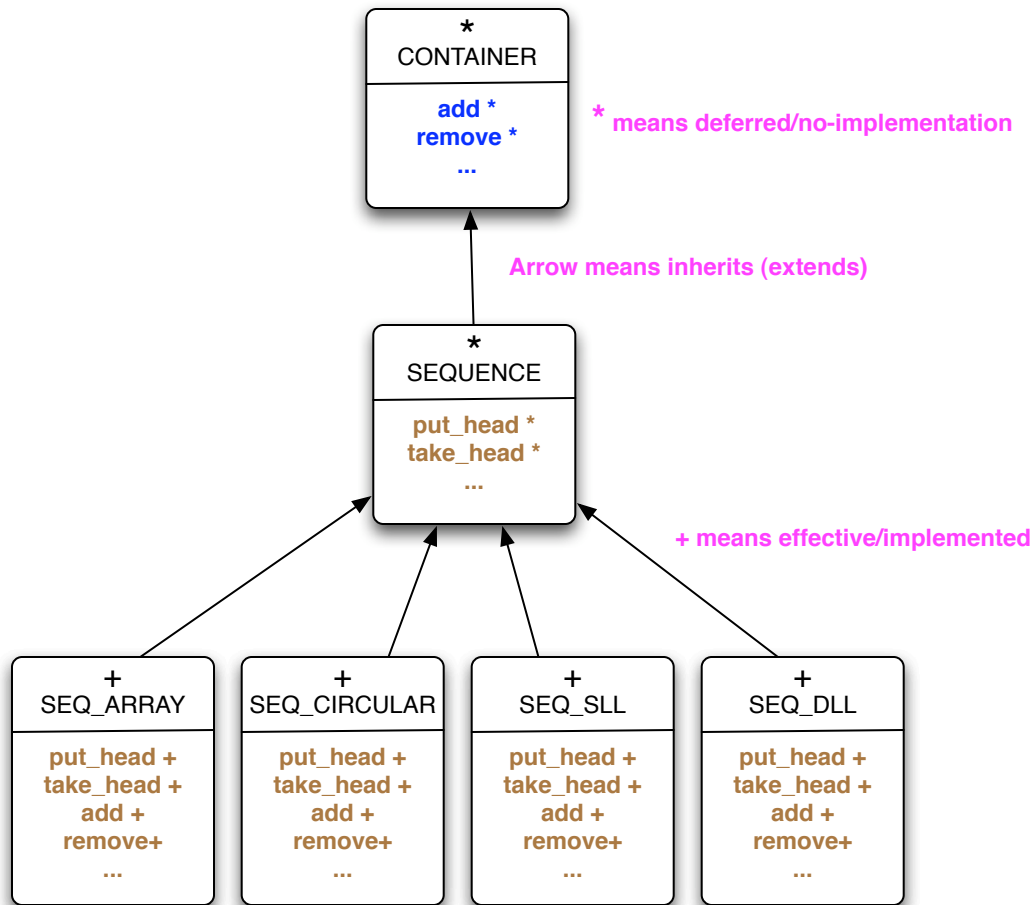 *
CONTAINER
add *
remove *
...
* means deferred/no-implementation
Arrow means inherits (extends)
*
SEQUENCE
put_head *
take_head *
...
+ means effective/implemented
+
SEQ_ARRAY
put_head +
take_head +
add +
remove+
...
+
SEQ_CIRCULAR
put_head +
take_head +
add +
remove+
...
+
SEQ_SLL
put_head +
take_head +
add +
remove+
...
+
SEQ_DLL
put_head +
take_head +
add +
remove+
...